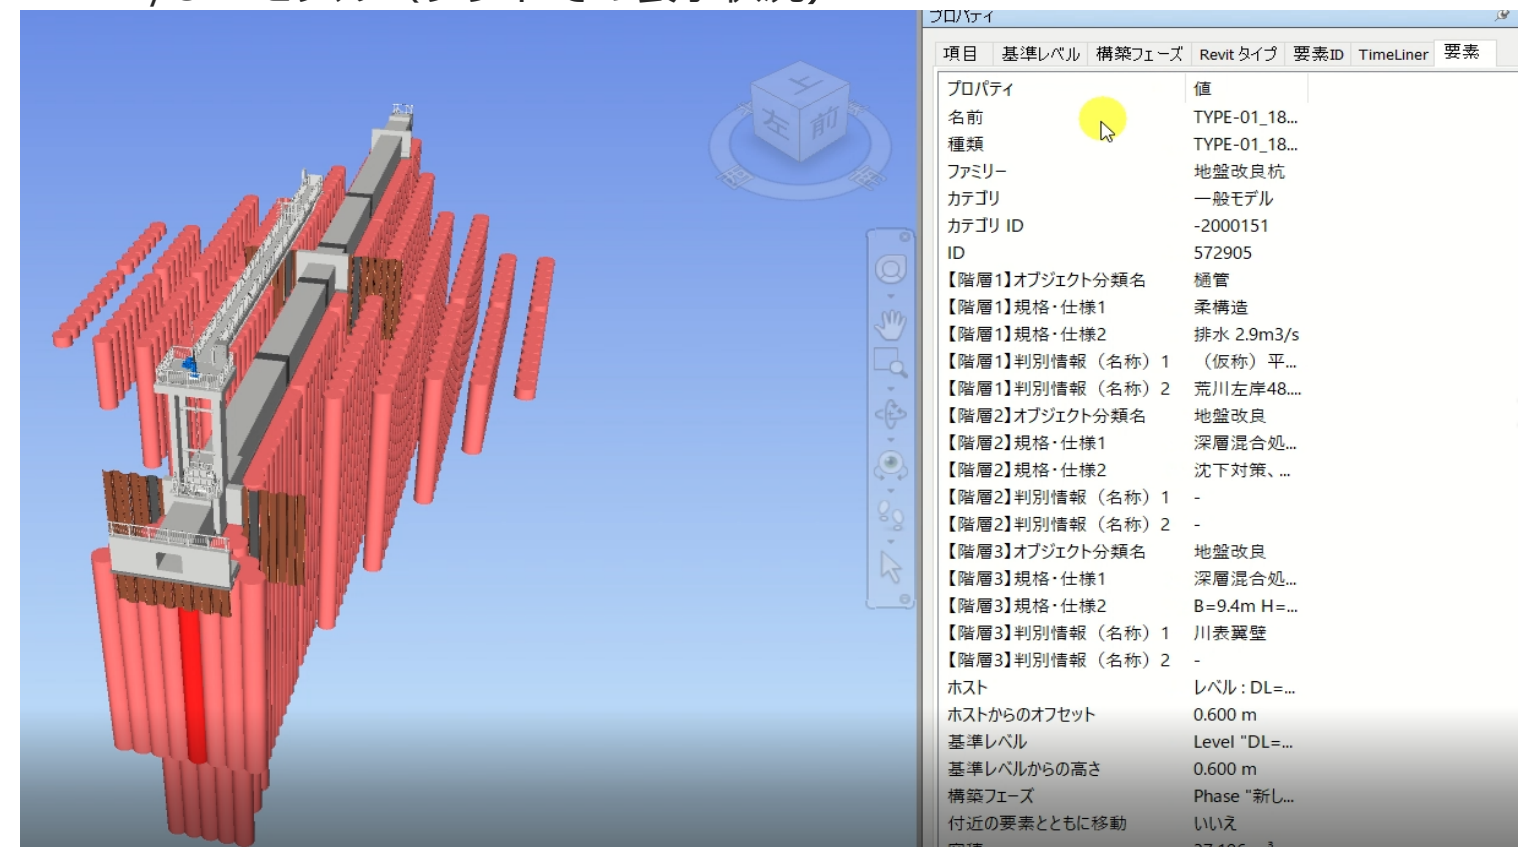 プロパティ
項目 基準レベル 構築フェーズ Revit タイプ 要素ID TimeLiner 要素
プロパティ 値
名前 TYPE-01_18...
種類 TYPE-01_18...
ファミリー 地盤改良杭
カテゴリ 一般モデル
カテゴリ ID -2000151
ID 572905
【階層1】オブジェクト分類名 樋管
【階層1】規格・仕様1 柔構造
【階層1】規格・仕様2 排水 2.9m3/s
【階層1】判別情報（名称）1 （仮称）平...
【階層1】判別情報（名称）2 荒川左岸48....
【階層2】オブジェクト分類名 地盤改良
【階層2】規格・仕様1 深層混合処...
【階層2】規格・仕様2 沈下対策、...
【階層2】判別情報（名称）1 -
【階層2】判別情報（名称）2 -
【階層3】オブジェクト分類名 地盤改良
【階層3】規格・仕様1 深層混合処...
【階層3】規格・仕様2 B=9.4m H=...
【階層3】判別情報（名称）1 川表翼壁
【階層3】判別情報（名称）2 -
ホスト レベル : DL=...
ホストからのオフセット 0.600 m
基準レベル Level "DL=...
基準レベルからの高さ 0.600 m
構築フェーズ Phase "新し...
付近の要素とともに移動 いいえ
上
左 前